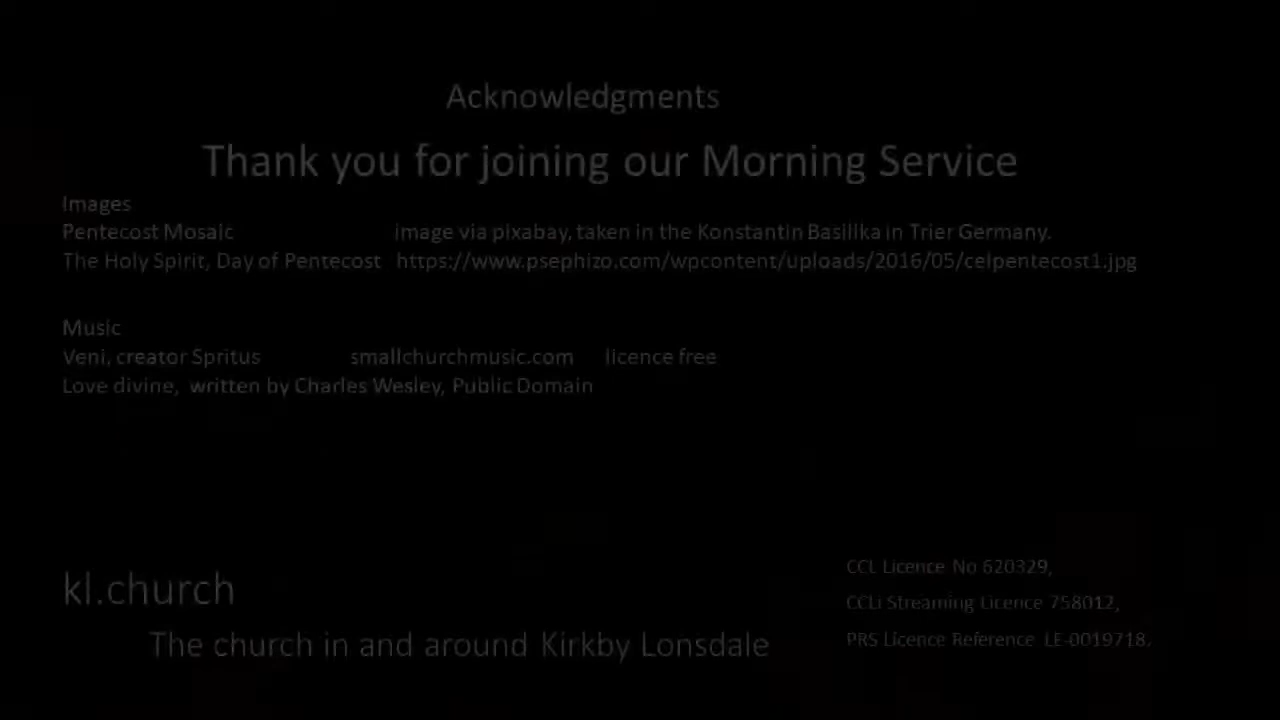 Acknowledgments
Thank you for joining our Morning Service
Images
Pentecost Mosaic image via pixabay, taken in the Konstantin Basilika in Trier Germany.
The Holy Spirit, Day of Pentecost https://www.psephizo.com/wpcontent/uploads/2016/05/celpentecost1.jpg
Music
Veni, creator Spritus smallchurchmusic.com licence free
Love divine, written by Charles Wesley, Public Domain
kl.church
The church in and around Kirkby Lonsdale
CCL Licence No 620329,
CCLI Streaming Licence 758012,
PRS Licence Reference LE-0019718.